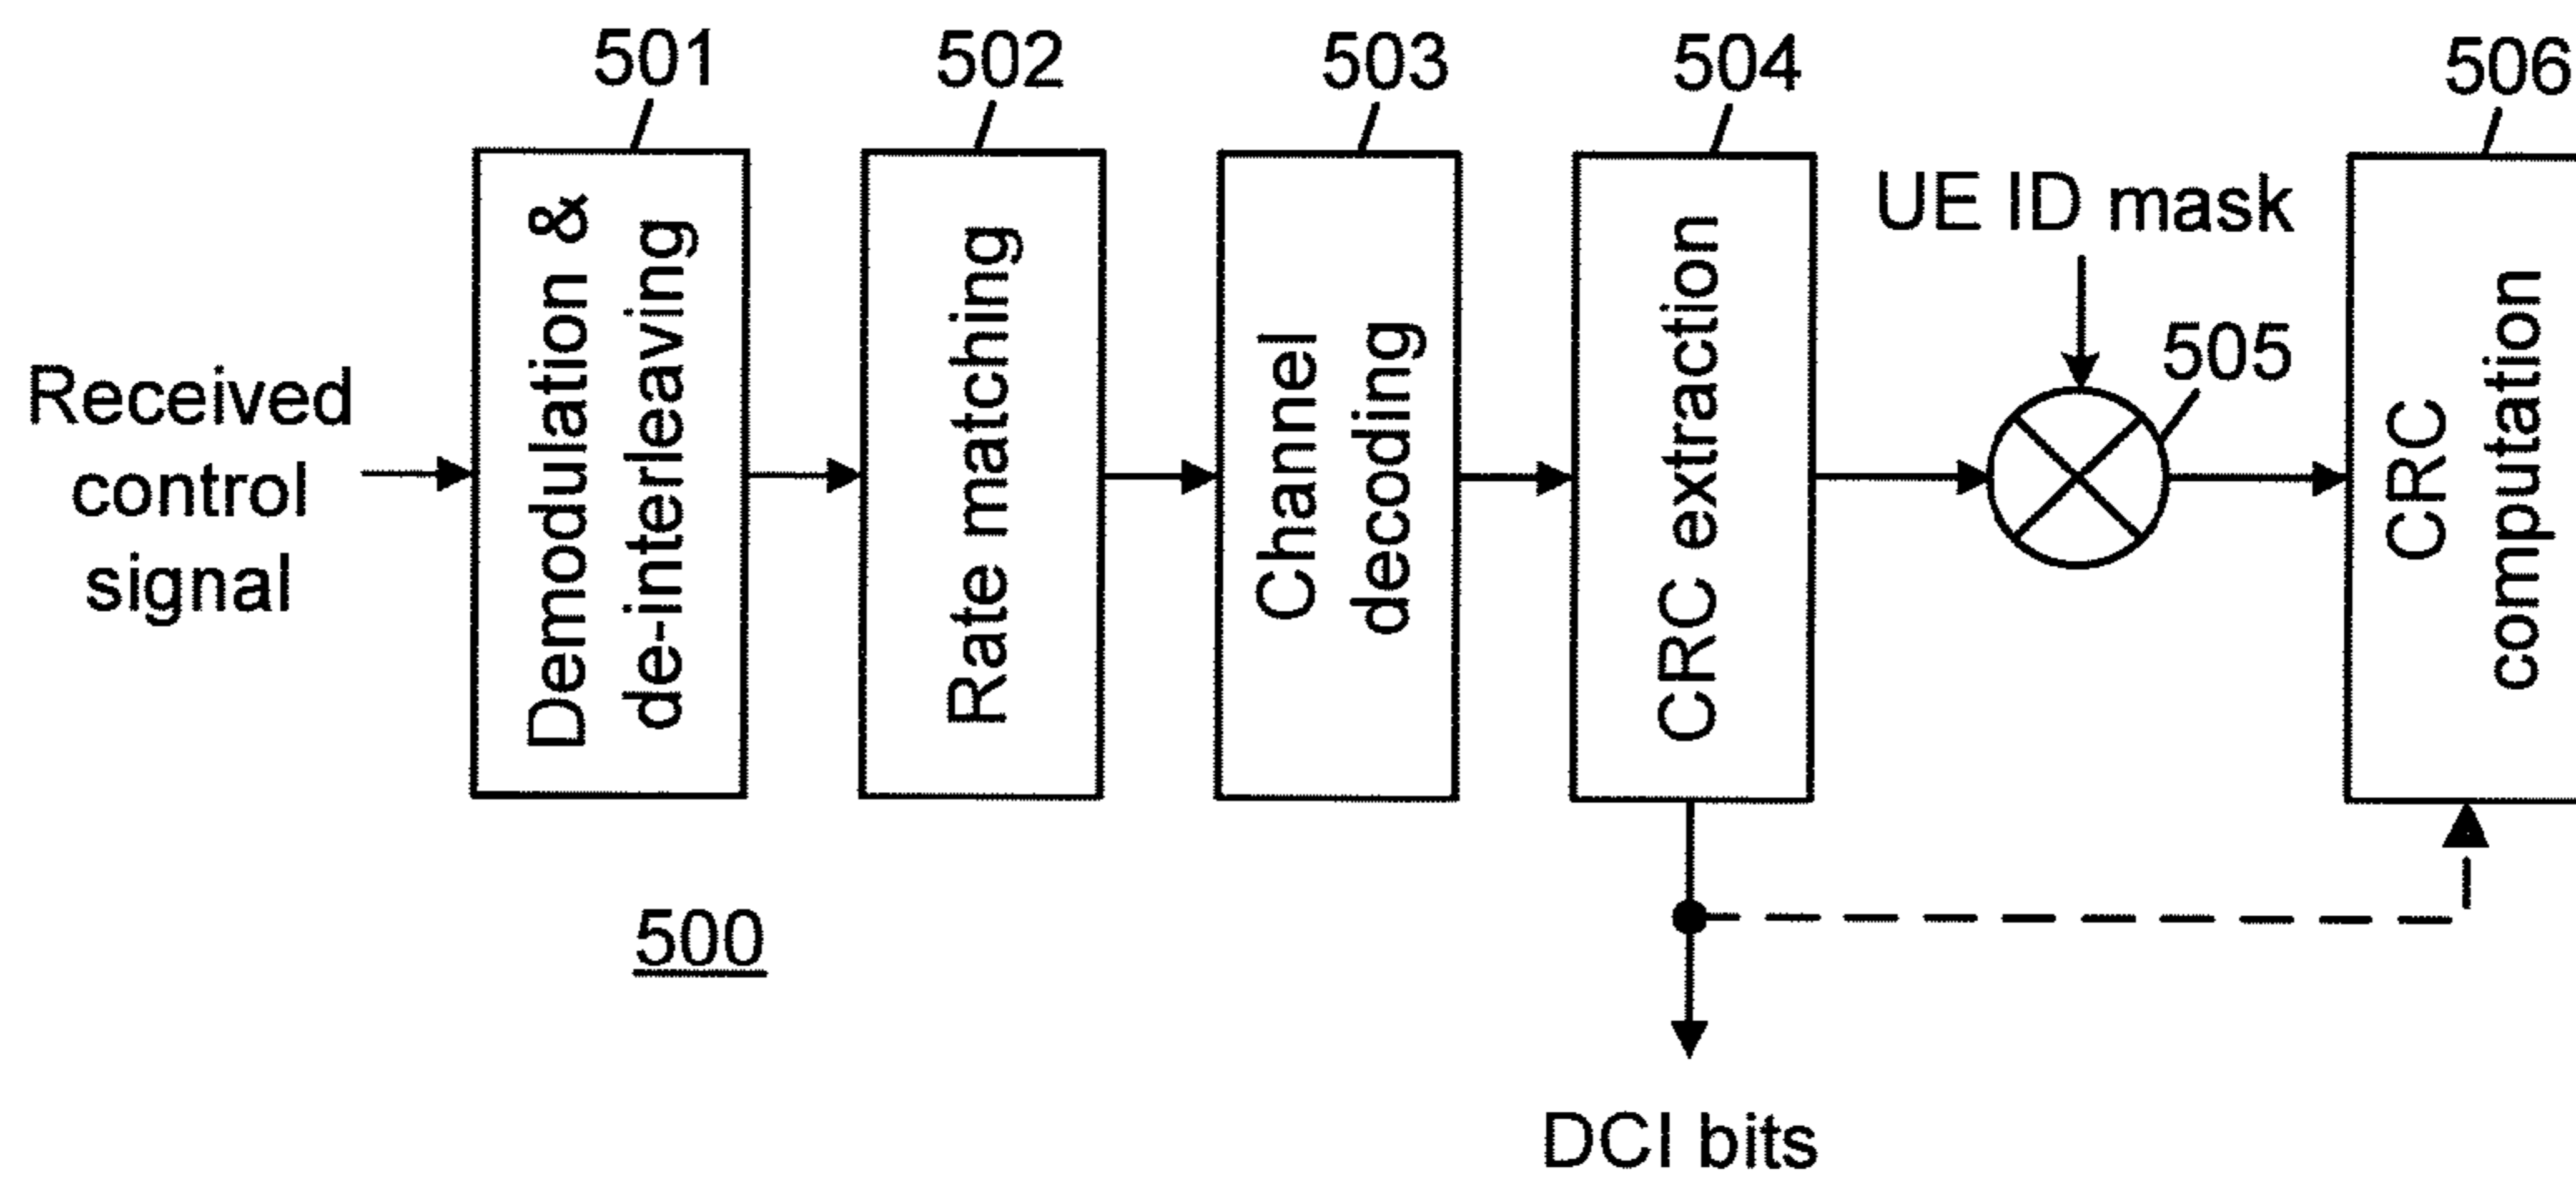 501
502
503
504
506
UE ID mask
505
Received
control
signal
Demodulation &
de-interleaving
Rate matching
Channel
decoding
CRC extraction
CRC
computation
500
DCI bits